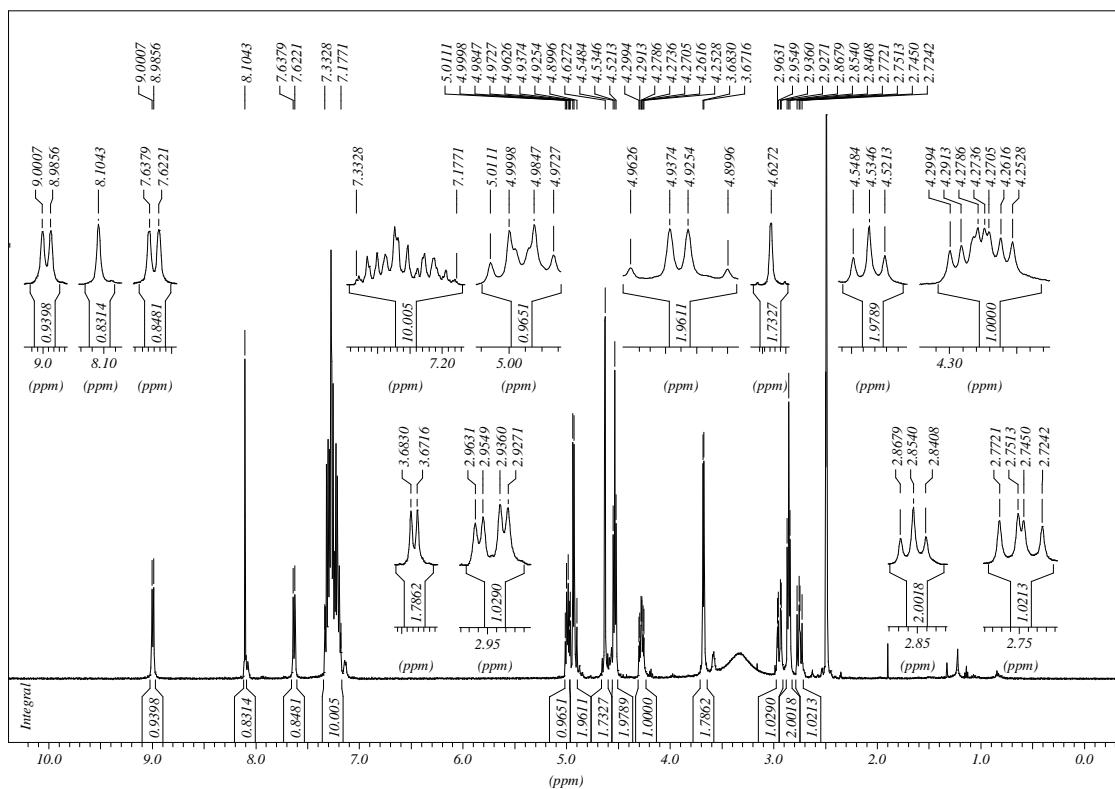 9.0007 8.9856 8.1043 7.6379 7.6221 7.3328 7.1771 5.0111 4.9998 4.9847 4.9727 4.9626 4.9374 4.9254 4.8996 4.6272 4.5484 4.5346 4.5213 4.2994 4.2913 4.2786 4.2736 4.2705 4.2616 4.2528 3.6830 3.6716 2.9631 2.9549 2.9360 2.9271 2.8679 2.8540 2.8408 2.7721 2.7513 2.7450 2.7242
9.0007 8.9856 8.1043 7.6379 7.6221 7.3328 7.1771 5.0111 4.9998 4.9847 4.9727 4.9626 4.9374 4.9254 4.8996 4.6272 4.5484 4.5346 4.5213 4.2994 4.2913 4.2786 4.2736 4.2705 4.2616 4.2528
0.9398 0.8314 0.8481 10.005 0.9651 1.9611 1.7327 1.9789 1.0000
9.0 8.10 7.20 5.00 4.30
(ppm) (ppm) (ppm) (ppm) (ppm) (ppm) (ppm) (ppm)
3.6830 3.6716 2.9631 2.9549 2.9360 2.9271 2.8679 2.8540 2.8408 2.7721 2.7513 2.7450 2.7242
1.7862 1.0290 2.0018 1.0213
2.95 2.85 2.75
(ppm) (ppm) (ppm) (ppm)
Integral
0.9398 0.8314 0.8481 10.005 0.9651 1.9611 1.7327 1.9789 1.0000 1.7862 1.0290 2.0018 1.0213
10.0 9.0 8.0 7.0 6.0 5.0 4.0 3.0 2.0 1.0 0.0
(ppm)